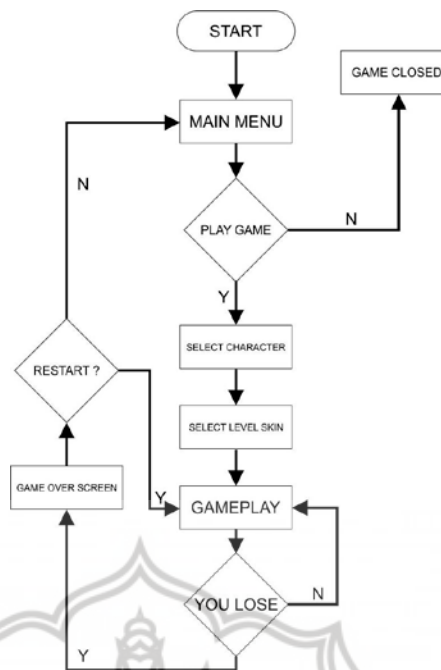 START
GAME CLOSED
MAIN MENU
N
PLAY GAME
N
Y
SELECT CHARACTER
RESTART ?
SELECT LEVEL SKIN
GAME OVER SCREEN
Y
GAMEPLAY
YOU LOSE
N
Y